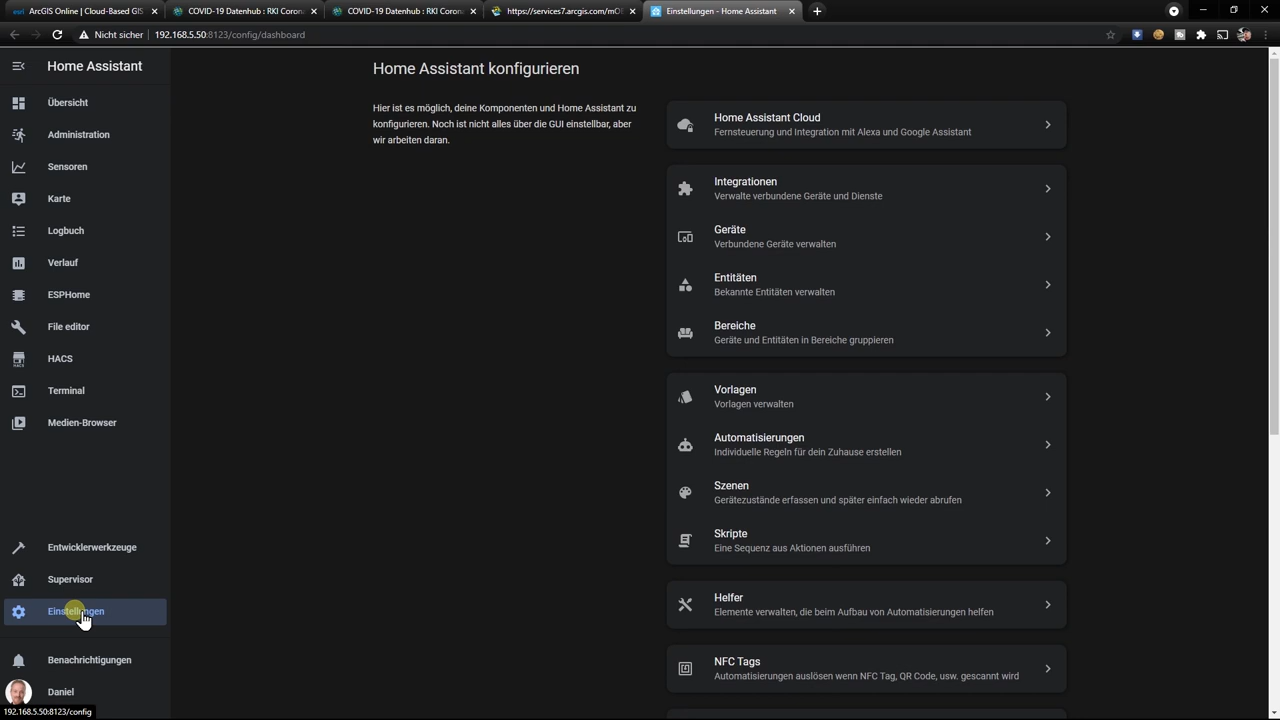 ArcGIS Online | Cloud-Based GIS
COVID-19 Datenhub : RKI Coron
COVID-19 Datenhub : RKI Coron
https://services7.arcgis.com/mO
Einstellungen - Home Assistant
Nicht sicher
192.168.5.50:8123/config/dashboard
Home Assistant
Übersicht
Administration
Sensoren
Karte
Logbuch
Verlauf
ESPHome
File editor
HACS
HACS
Terminal
Medien-Browser
Entwicklerwerkzeuge
Supervisor
Einstellungen
Benachrichtigungen
Daniel
192.168.5.50:8123/config
Home Assistant konfigurieren
Hier ist es möglich, deine Komponenten und Home Assistant zu
konfigurieren. Noch ist nicht alles über die GUI einstellbar, aber
wir arbeiten daran.
Home Assistant Cloud
Fernsteuerung und Integration mit Alexa und Google Assistant
Integrationen
Verwalte verbundene Geräte und Dienste
Geräte
Verbundene Geräte verwalten
Entitäten
Bekannte Entitäten verwalten
Bereiche
Geräte und Entitäten in Bereiche gruppieren
Vorlagen
Vorlagen verwalten
Automatisierungen
Individuelle Regeln für dein Zuhause erstellen
Szenen
Gerätezustände erfassen und später einfach wieder abrufen
Skripte
Eine Sequenz aus Aktionen ausführen
Helfer
Elemente verwalten, die beim Aufbau von Automatisierungen helfen
NFC Tags
Automatisierungen auslösen wenn NFC Tag, QR Code, usw. gescannt wird